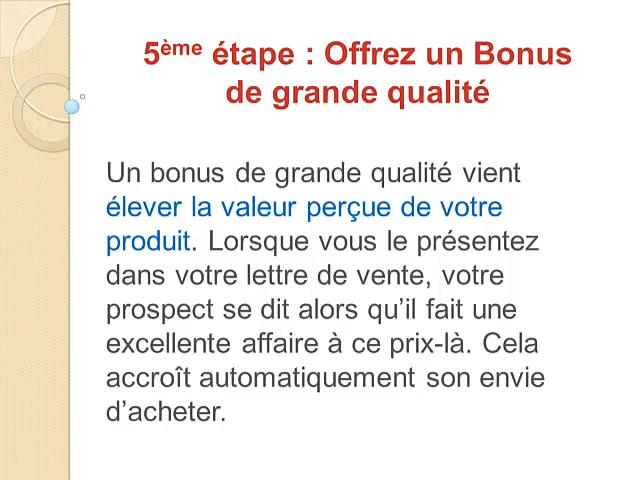 5ème étape : Offrez un Bonus
de grande qualité
Un bonus de grande qualité vient
élever la valeur perçue de votre
produit. Lorsque vous le présentez
dans votre lettre de vente, votre
prospect se dit alors qu’il fait une
excellente affaire à ce prix-là. Cela
accroît automatiquement son envie
d’acheter.